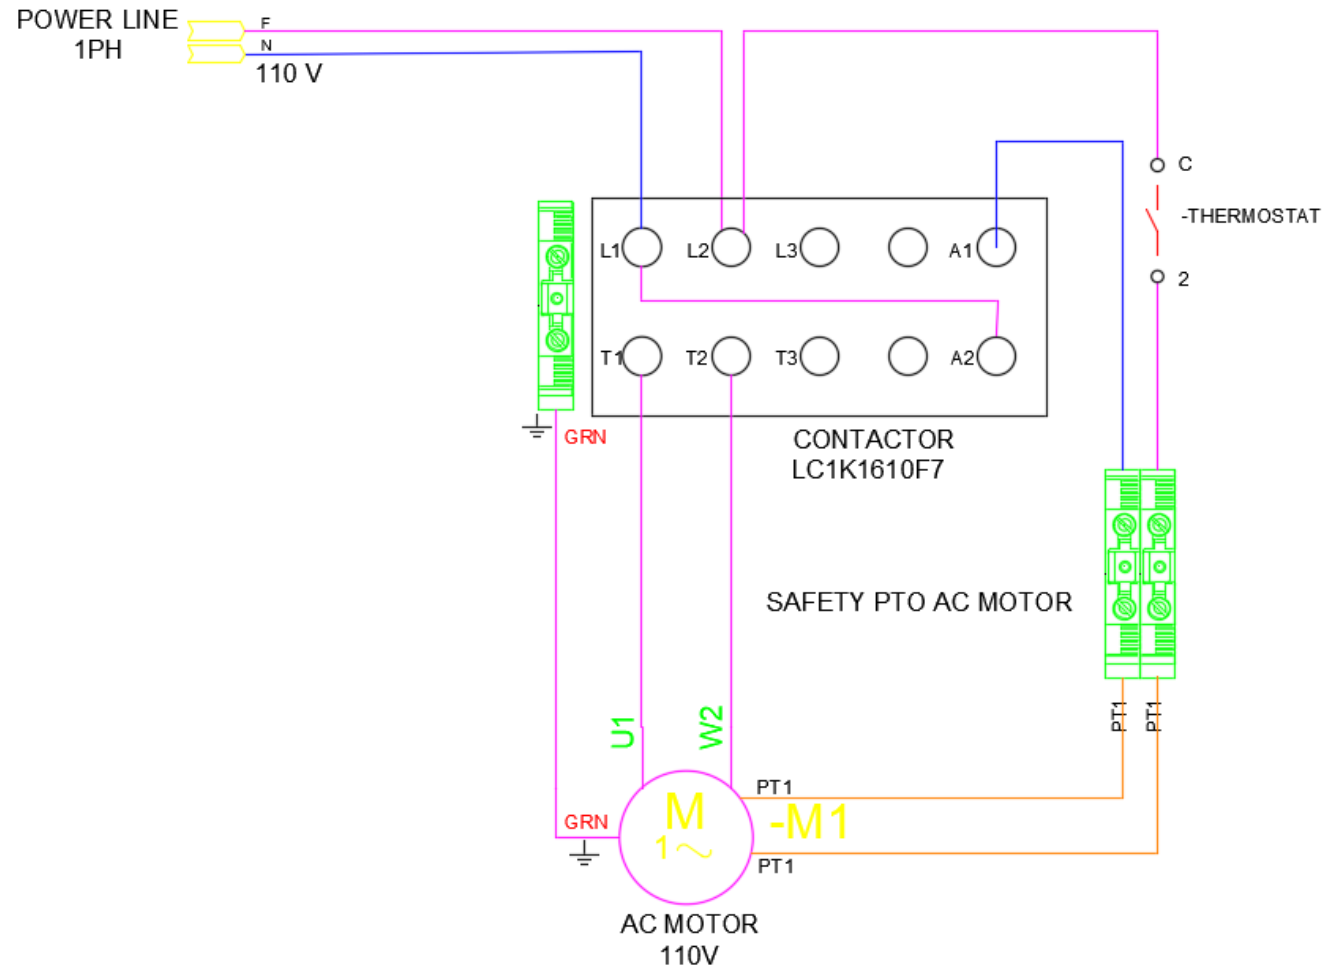 POWER LINE
1PH
F
N
110 V
C
-THERMOSTAT
2
L1
L2
L3
A1
T1
T2
T3
A2
GRN
CONTACTOR
LC1K1610F7
SAFETY PTO AC MOTOR
U1
W2
PT1
PT1
PT1
GRN
M
1~
-M1
PT1
AC MOTOR
110V